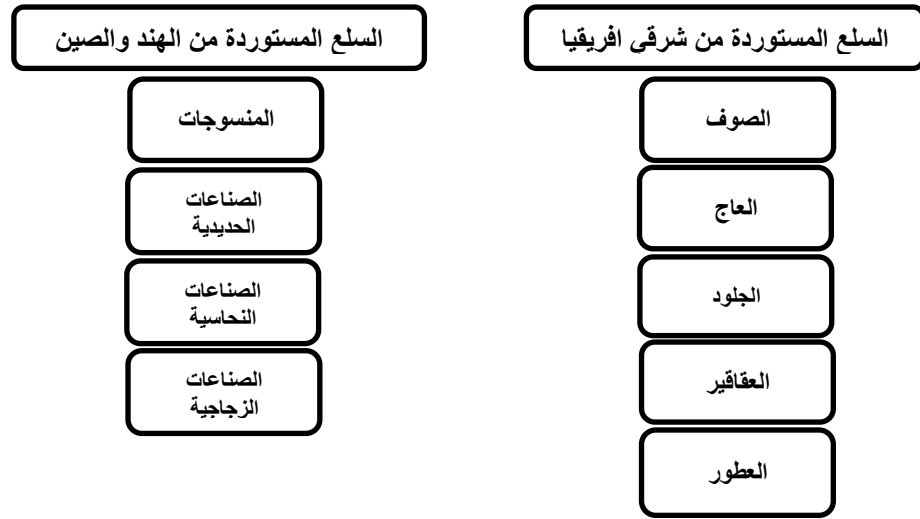 السلع المستوردة من شرقي افريقيا
الصوف
العاج
الجلود
العقاقير
العطور
السلع المستوردة من الهند والصين
المنسوجات
الصناعات
الحديدية
الصناعات
النحاسية
الصناعات
الزجاجية